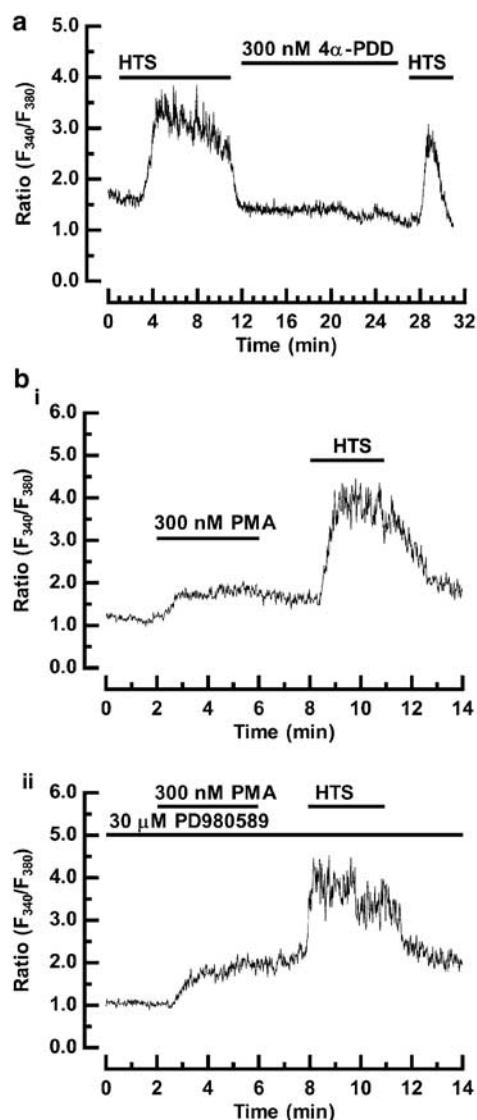 a
300 nM 4α-PDD
HTS HTS
5.0
4.0
3.0
2.0
1.0
0.0
Ratio (F340/F380)
0 4 8 12 16 20 24 28 32
Time (min)
b
i
6.0
5.0
4.0
3.0
2.0
1.0
0.0
Ratio (F340/F380)
HTS
300 nM PMA
0 2 4 6 8 10 12 14
Time (min)
ii
300 nM PMA HTS
30 μM PD980589
6.0
5.0
4.0
3.0
2.0
1.0
0.0
Ratio (F340/F380)
0 2 4 6 8 10 12 14
Time (min)